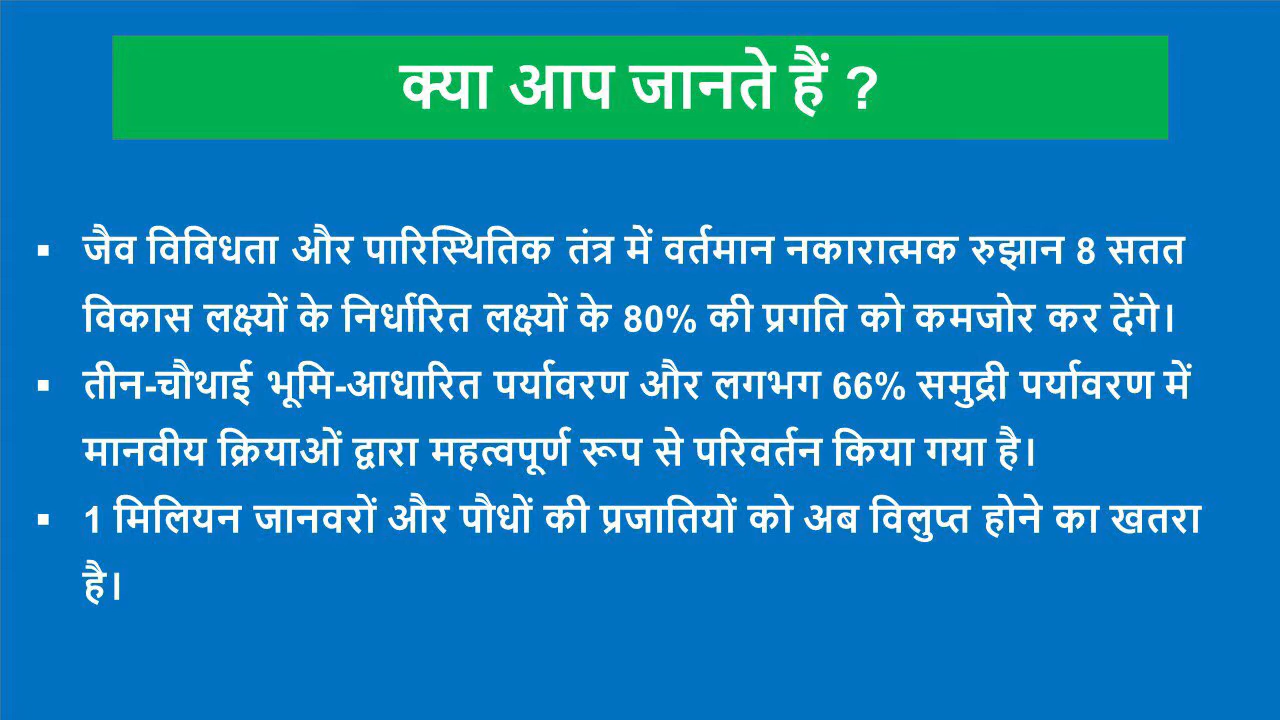 क्या आप जानते हैं ?
▪ जैव विविधता और पारिस्थितिक तंत्र में वर्तमान नकारात्मक रुझान 8 सतत
विकास लक्ष्यों के निर्धारित लक्ष्यों के 80% की प्रगति को कमजोर कर देंगे।
▪ तीन-चौथाई भूमि-आधारित पर्यावरण और लगभग 66% समुद्री पर्यावरण में
मानवीय क्रियाओं द्वारा महत्वपूर्ण रूप से परिवर्तन किया गया है।
▪ 1 मिलियन जानवरों और पौधों की प्रजातियों को अब विलुप्त होने का खतरा
है।